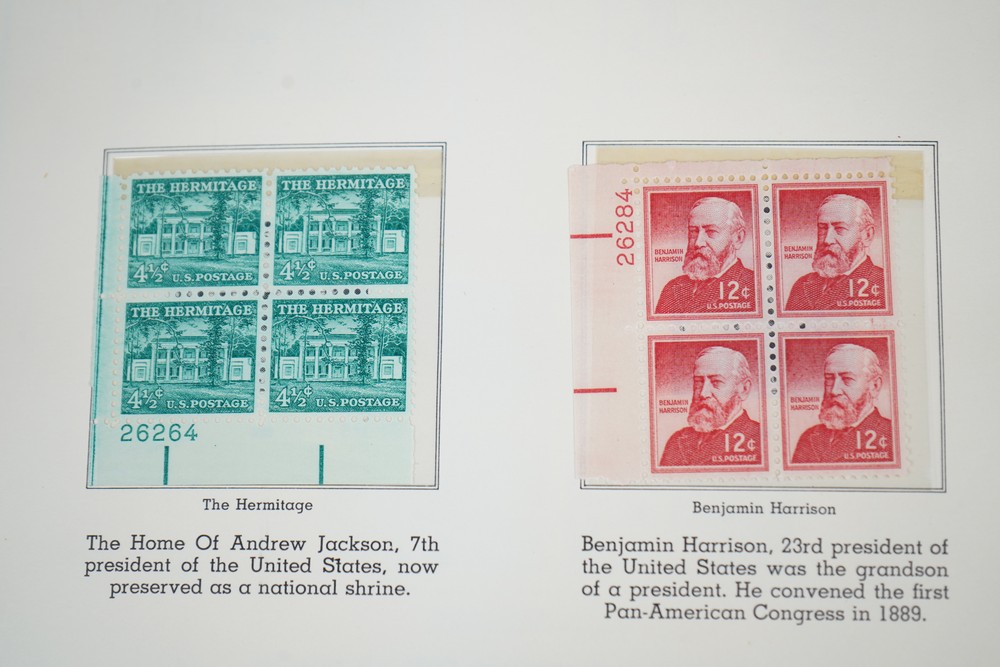 THE HERMITAGE
4½¢ U.S. POSTAGE
THE HERMITAGE
4½¢ U.S. POSTAGE
THE HERMITAGE
4½¢ U.S. POSTAGE
THE HERMITAGE
4½¢ U.S. POSTAGE
26264
The Hermitage
The Home Of Andrew Jackson, 7th
president of the United States, now
preserved as a national shrine.
26284
BENJAMIN
HARRISON
12¢
U.S. POSTAGE
BENJAMIN
HARRISON
12¢
U.S. POSTAGE
BENJAMIN
HARRISON
12¢
U.S. POSTAGE
BENJAMIN
HARRISON
12¢
U.S. POSTAGE
Benjamin Harrison
Benjamin Harrison, 23rd president of
the United States was the grandson
of a president. He convened the first
Pan-American Congress in 1889.